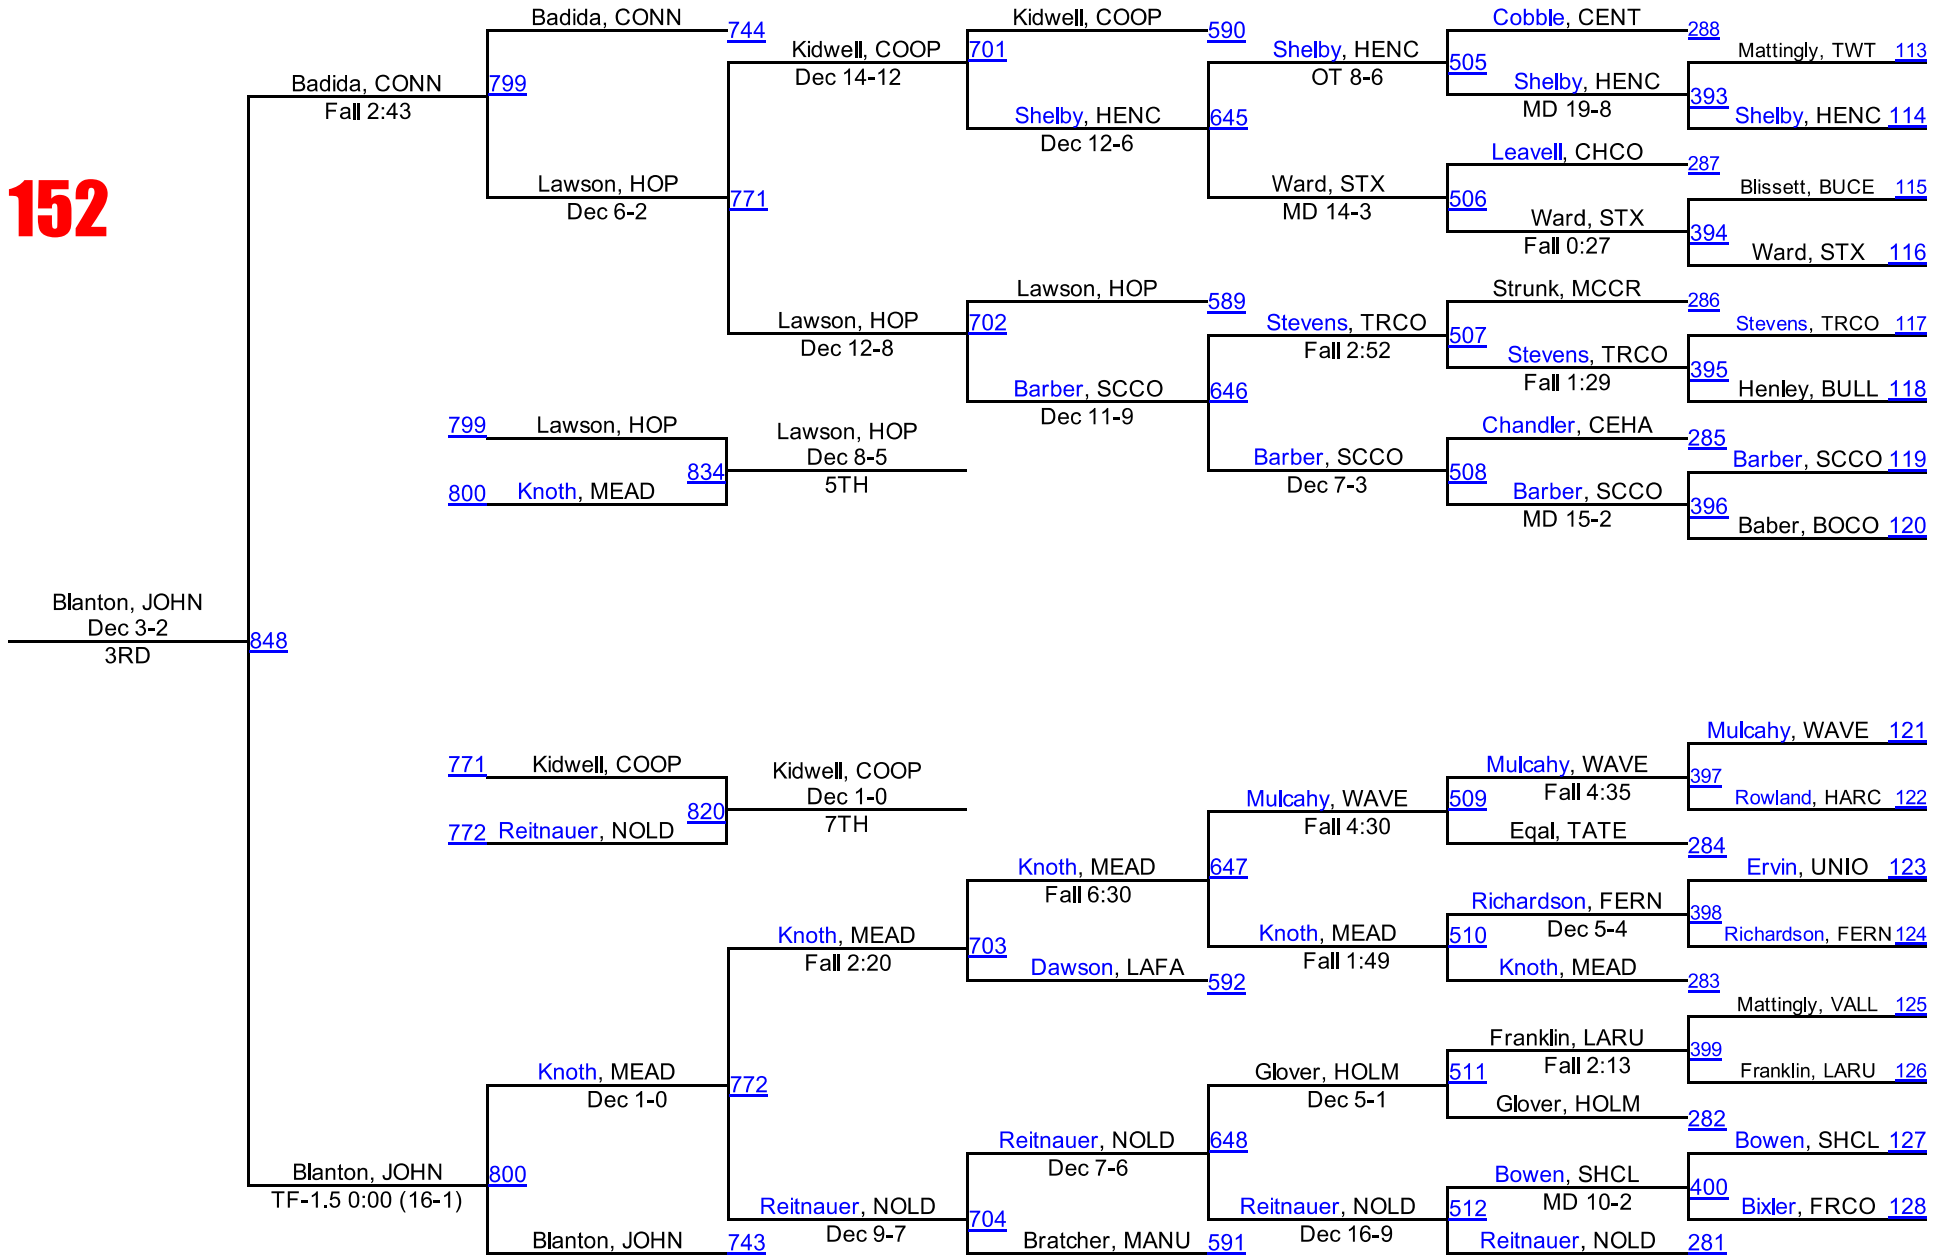 Badida, CONN
744
Kidwell, COOP
590
Cobble, CENT
288
Mattingly, TWT 113
Kidwell, COOP
Dec 14-12
701
Shelby, HENC
OT 8-6
505
Shelby, HENC
MD 19-8
393
Shelby, HENC 114
Badida, CONN
Fall 2:43
799
Shelby, HENC
Dec 12-6
645
Leavell, CHCO
287
Blissett, BUCE 115
152
Lawson, HOP
Dec 6-2
771
Ward, STX
MD 14-3
506
Ward, STX
Fall 0:27
394
Ward, STX 116
Lawson, HOP
589
Strunk, MCCR
286
Stevens, TRCO 117
Lawson, HOP
Dec 12-8
702
Stevens, TRCO
Fall 2:52
507
Stevens, TRCO
Fall 1:29
395
Henley, BULL 118
Barber, SCCO
Dec 11-9
646
799 Lawson, HOP
Lawson, HOP
Dec 8-5
5TH
834
800 Knoth, MEAD
Chandler, CEHA
285
Barber, SCCO 119
Barber, SCCO
Dec 7-3
508
Barber, SCCO
MD 15-2
396
Baber, BOCO 120
Blanton, JOHN
Dec 3-2
3RD
848
Mulcahy, WAVE 121
771 Kidwell, COOP
Kidwell, COOP
Dec 1-0
7TH
820
772 Reitnauer, NOLD
Mulcahy, WAVE
Fall 4:35
397
Rowland, HARC 122
Mulcahy, WAVE
Fall 4:30
509
Eqal, TATE
284
Ervin, UNIO 123
Knoth, MEAD
Fall 6:30
647
Richardson, FERN
Dec 5-4
398
Richardson, FERN 124
Knoth, MEAD
Fall 2:20
703
Knoth, MEAD
Fall 1:49
510
Dawson, LAFA
592
Knoth, MEAD
283
Mattingly, VALL 125
Franklin, LARU
Fall 2:13
399
Franklin, LARU 126
Knoth, MEAD
Dec 1-0
772
Glover, HOLM
Dec 5-1
511
Glover, HOLM
282
Bowen, SHCL 127
Reitnauer, NOLD
Dec 7-6
648
Blanton, JOHN
TF-1.5 0:00 (16-1)
800
Bowen, SHCL
MD 10-2
400
Bixler, FRCO 128
Reitnauer, NOLD
Dec 9-7
704
Reitnauer, NOLD
Dec 16-9
512
Blanton, JOHN
743
Bratcher, MANU
591
Reitnauer, NOLD
281